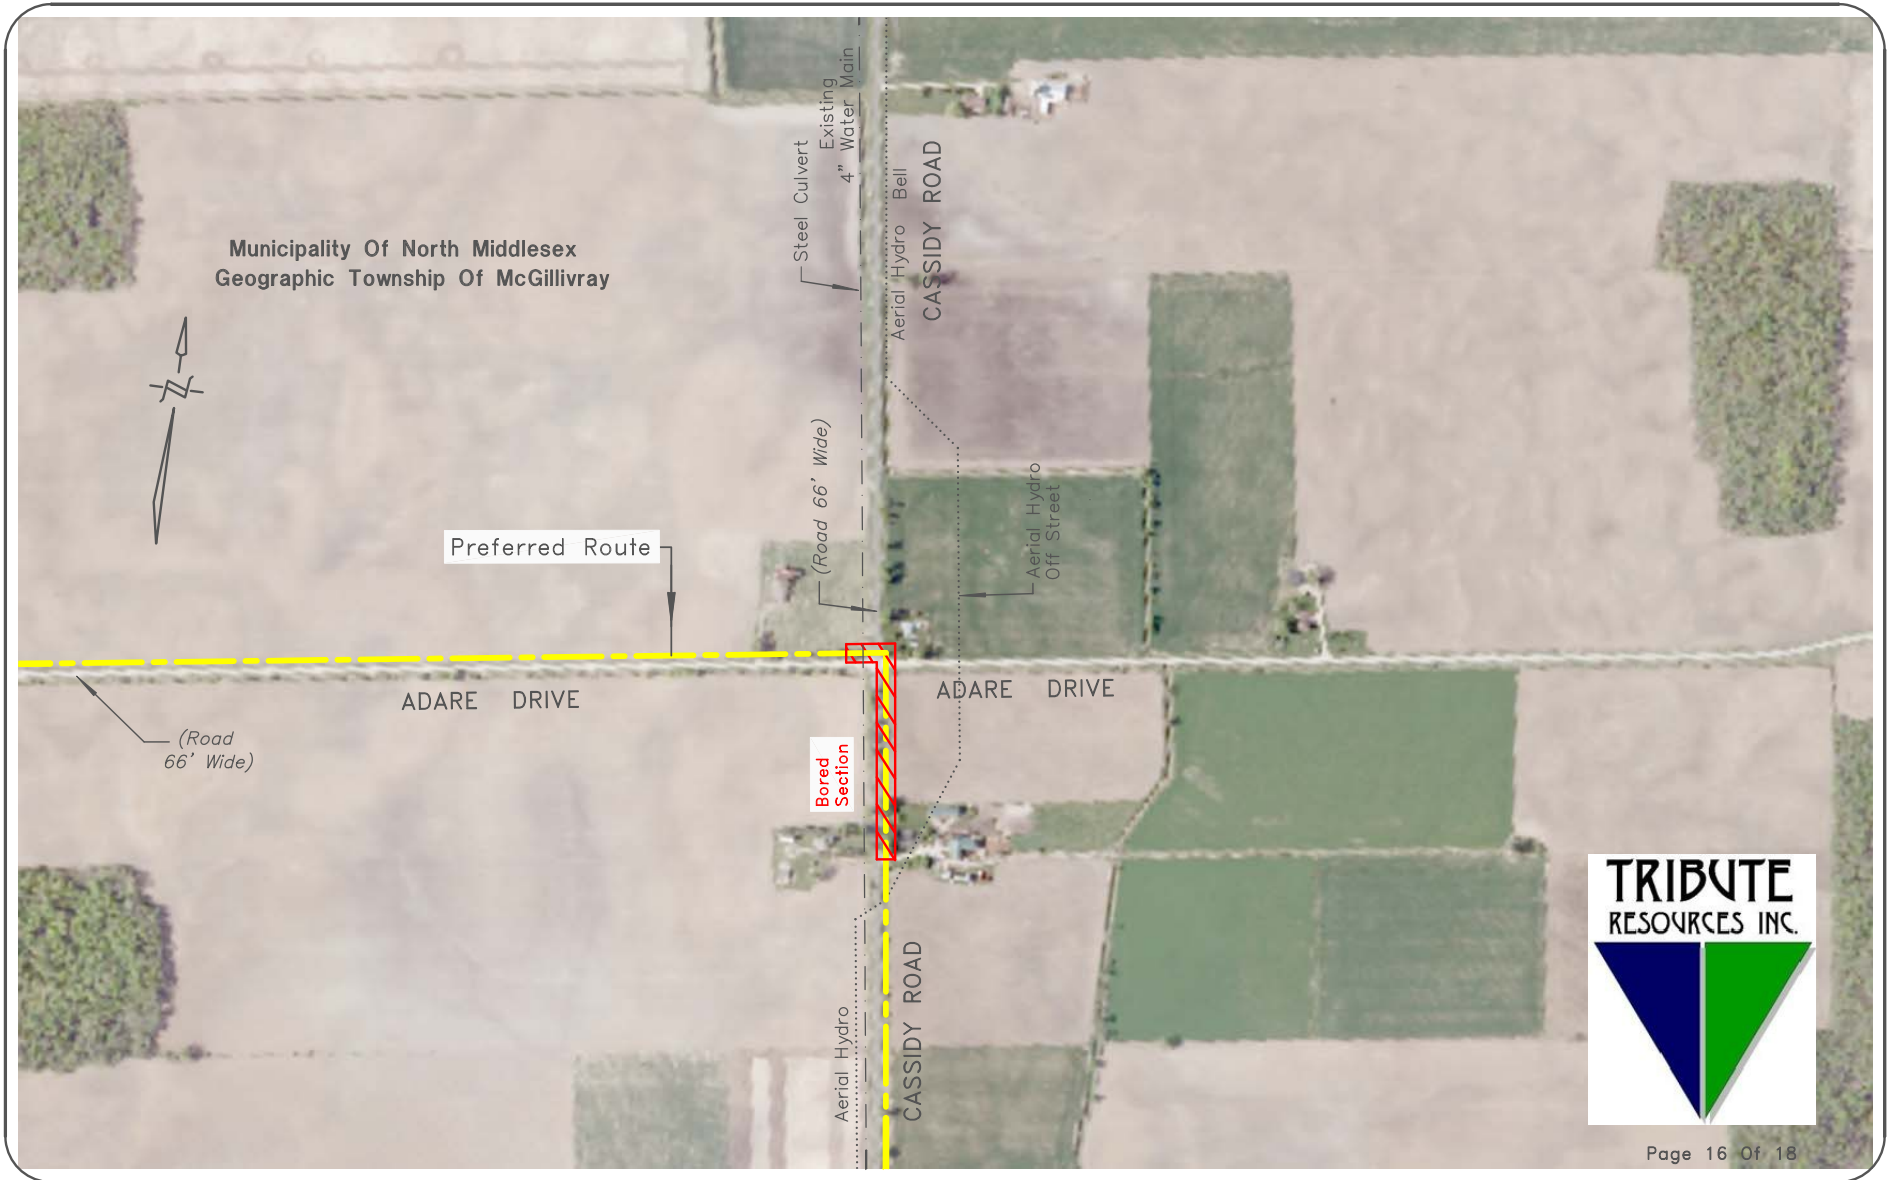 Existing
4" Water Main
Steel Culvert
Aerial Hydro Bell
CASSIDY ROAD
Municipality Of North Middlesex
Geographic Township Of McGillivray
N
(Road 66' Wide)
Aerial Hydro
Off Street
Preferred Route
ADARE DRIVE
ADARE DRIVE
(Road
66' Wide)
Bored
Section
Aerial Hydro
CASSIDY ROAD
TRIBUTE
RESOURCES INC.
Page 16 Of 18